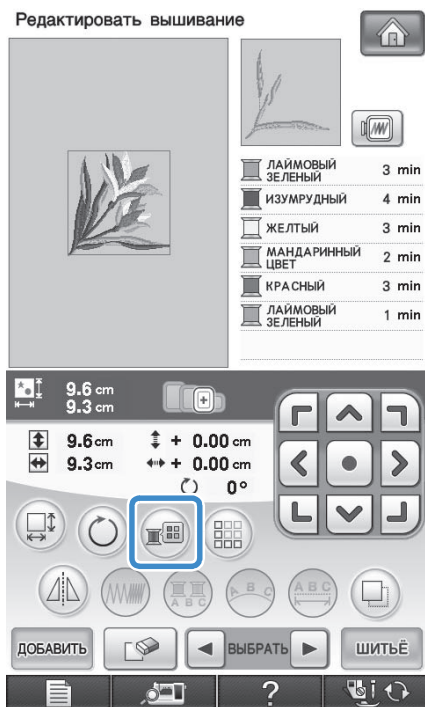 Редактировать вышивание
ЛАЙМОВЫЙ ЗЕЛЕНЫЙ 3 min
ИЗУМРУДНЫЙ 4 min
ЖЕЛТЫЙ 3 min
МАНДАРИННЫЙ ЦВЕТ 2 min
КРАСНЫЙ 3 min
ЛАЙМОВЫЙ ЗЕЛЕНЫЙ 1 min
9.6 cm
9.3 cm
9.6 cm + 0.00 cm
9.3 cm + 0.00 cm
0°
A B C
A B C
A B C
ДОБАВИТЬ ВЫБРАТЬ ШИТЬЁ
?